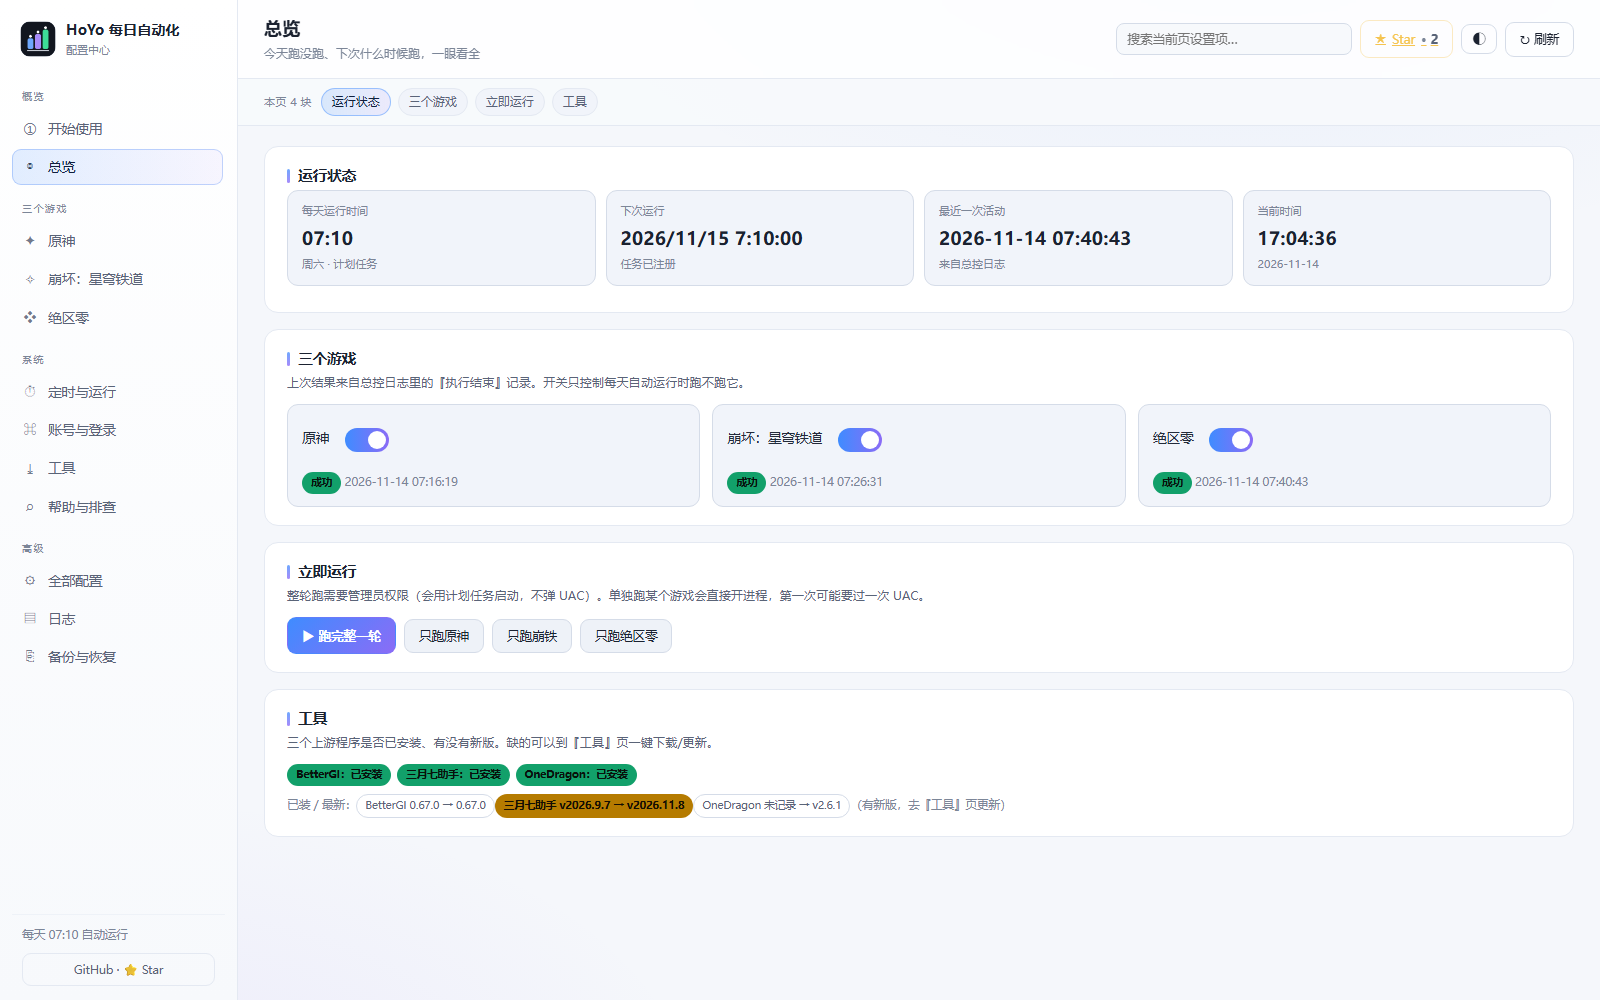 HoYo 每日自动化
配置中心
概览
① 开始使用
总览
三个游戏
原神
崩坏：星穹铁道
绝区零
系统
定时与运行
账号与登录
工具
帮助与排查
高级
全部配置
日志
备份与恢复
每天 07:10 自动运行
GitHub · ⭐ Star
总览
今天跑没跑、下次什么时候跑，一眼看全
搜索当前页设置项...
★ Star • 2
↻ 刷新
本页 4 块 运行状态 三个游戏 立即运行 工具
运行状态
每天运行时间
07:10
周六 · 计划任务
下次运行
2026/11/15 7:10:00
任务已注册
最近一次活动
2026-11-14 07:40:43
来自总控日志
当前时间
17:04:36
2026-11-14
三个游戏
上次结果来自总控日志里的『执行结束』记录。开关只控制每天自动运行时跑不跑它。
原神
成功 2026-11-14 07:16:19
崩坏：星穹铁道
成功 2026-11-14 07:26:31
绝区零
成功 2026-11-14 07:40:43
立即运行
整轮跑需要管理员权限（会用计划任务启动，不弹 UAC）。单独跑某个游戏会直接开进程，第一次可能要过一次 UAC。
▶ 跑完整一轮 只跑原神 只跑崩铁 只跑绝区零
工具
三个上游程序是否已安装、有没有新版。缺的可以到『工具』页一键下载/更新。
BetterGI：已安装 三月七助手：已安装 OneDragon：已安装
已装 / 最新： BetterGI 0.67.0 → 0.67.0 三月七助手 v2026.9.7 → v2026.11.8 OneDragon 未记录 → v2.6.1 （有新版，去『工具』页更新）